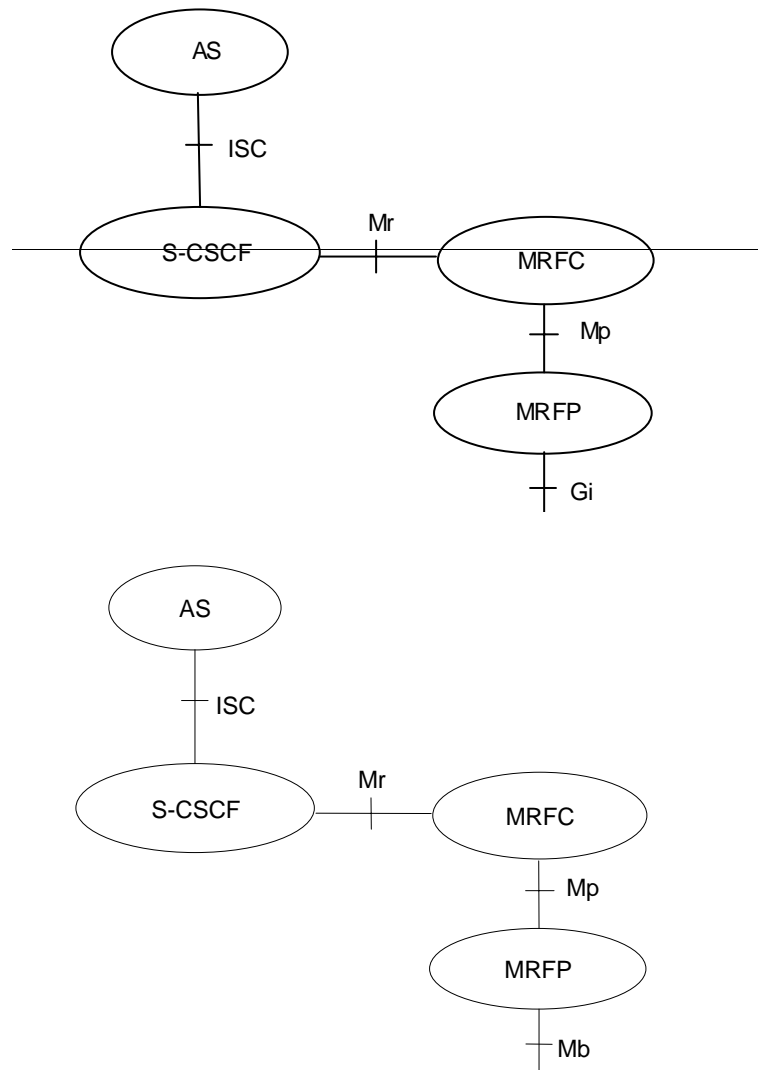 AS
ISC
Mr
S-CSCF
MRFC
Mp
MRFP
Gi
AS
ISC
Mr
S-CSCF
MRFC
Mp
MRFP
Mb